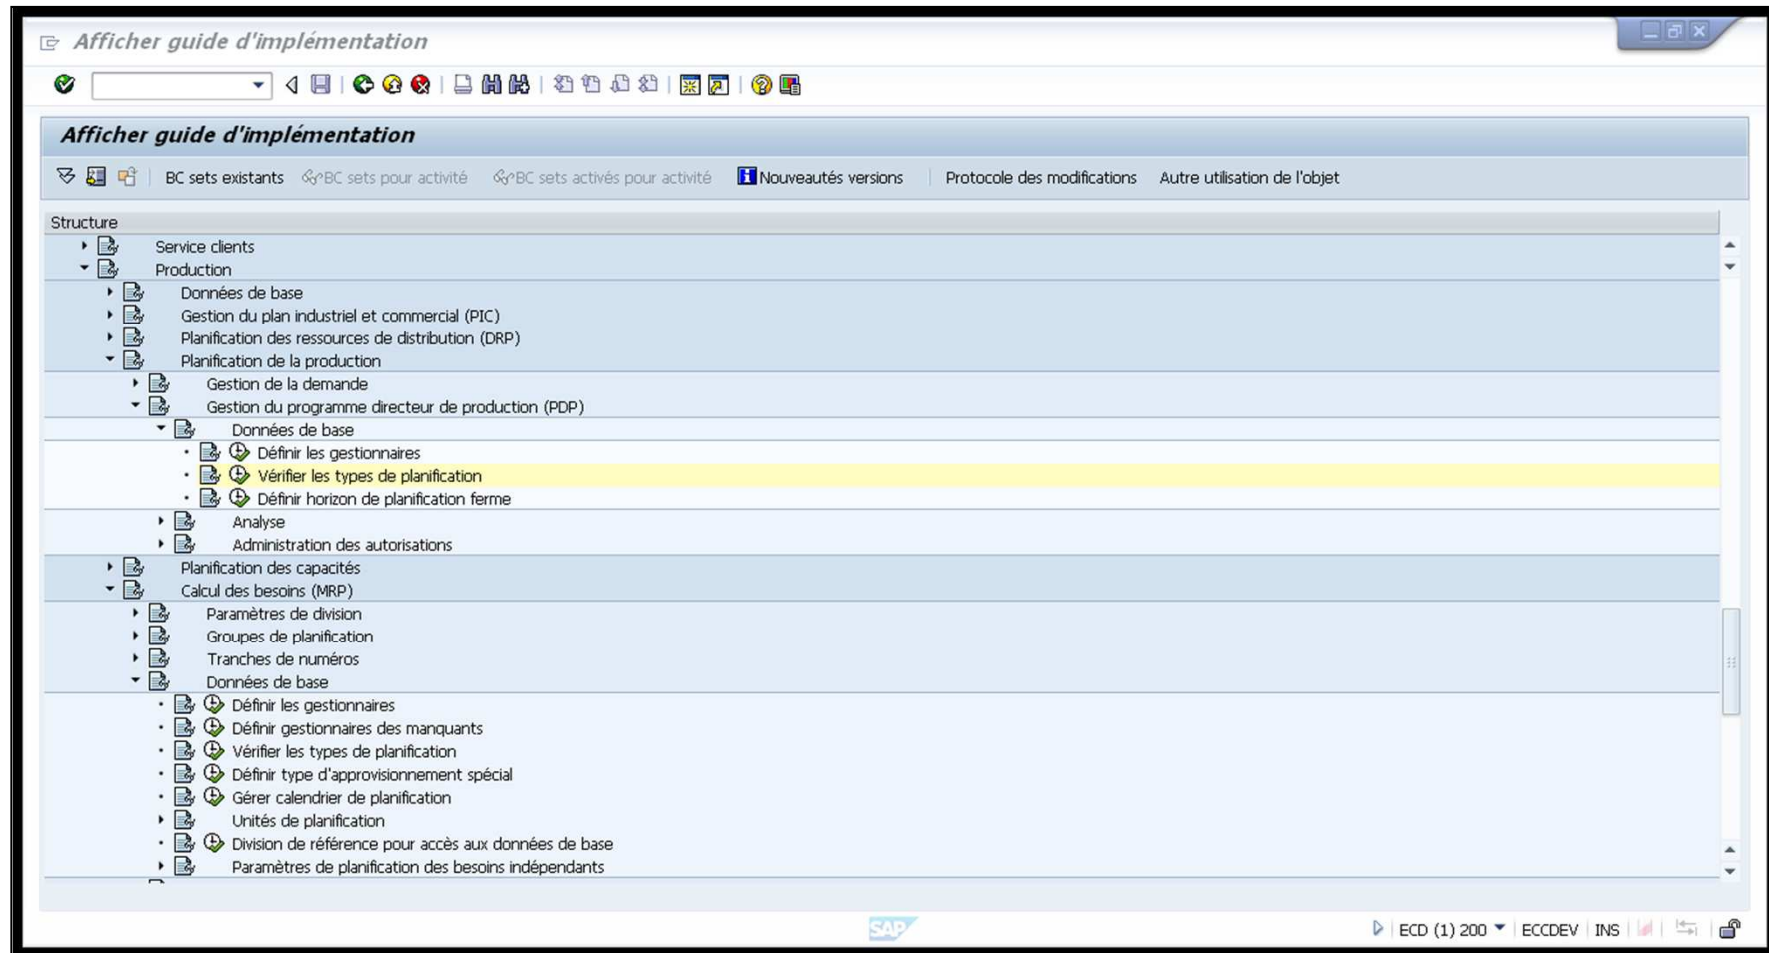 Afficher guide d'implémentation
Afficher guide d'implémentation
BC sets existants BC sets pour activité BC sets activés pour activité Nouveautés versions Protocole des modifications Autre utilisation de l'objet
Structure
Service clients
Production
Données de base
Gestion du plan industriel et commercial (PIC)
Planification des ressources de distribution (DRP)
Planification de la production
Gestion de la demande
Gestion du programme directeur de production (PDP)
Données de base
Définir les gestionnaires
Vérifier les types de planification
Définir horizon de planification ferme
Analyse
Administration des autorisations
Planification des capacités
Calcul des besoins (MRP)
Paramètres de division
Groupes de planification
Tranches de numéros
Données de base
Définir les gestionnaires
Définir gestionnaires des manquants
Vérifier les types de planification
Définir type d'approvisionnement spécial
Gérer calendrier de planification
Unités de planification
Division de référence pour accès aux données de base
Paramètres de planification des besoins indépendants
SAP ECD (1) 200 ECCDEV INS